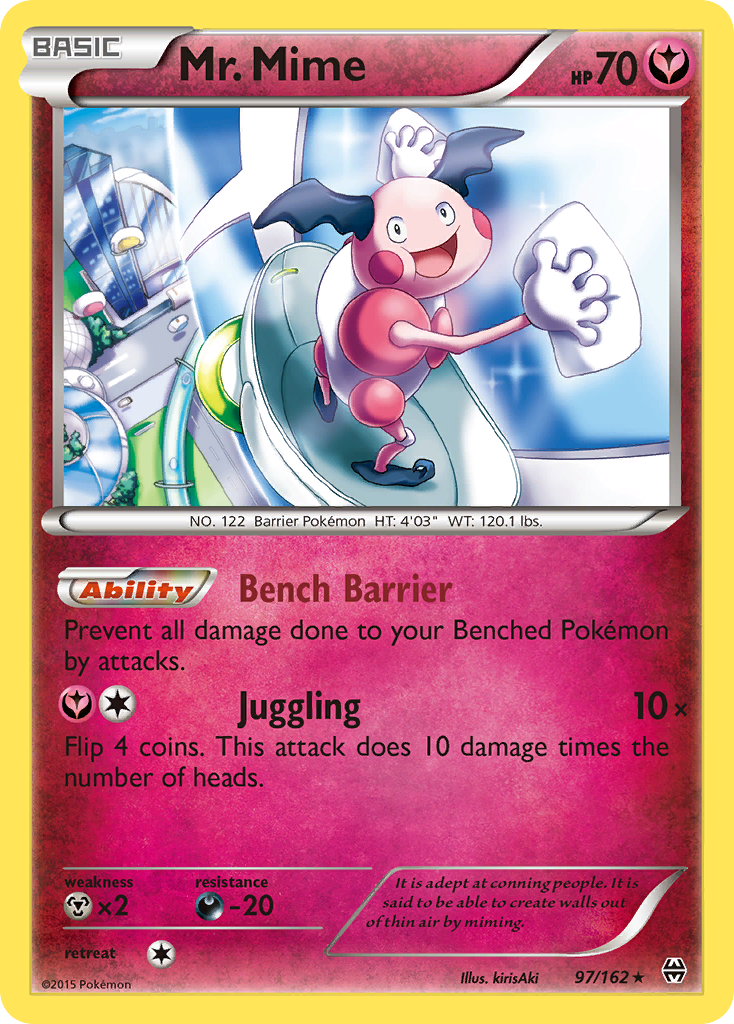 BASIC
Mr. Mime
HP 70
NO. 122 Barrier Pokémon HT: 4'03" WT: 120.1 lbs.
Ability Bench Barrier
Prevent all damage done to your Benched Pokémon
by attacks.
Juggling 10×
Flip 4 coins. This attack does 10 damage times the
number of heads.
weakness resistance
×2 -20
It is adept at conning people. It is
said to be able to create walls out
of thin air by miming.
retreat
©2015 Pokémon Illus. kirisAki 97/162 ★